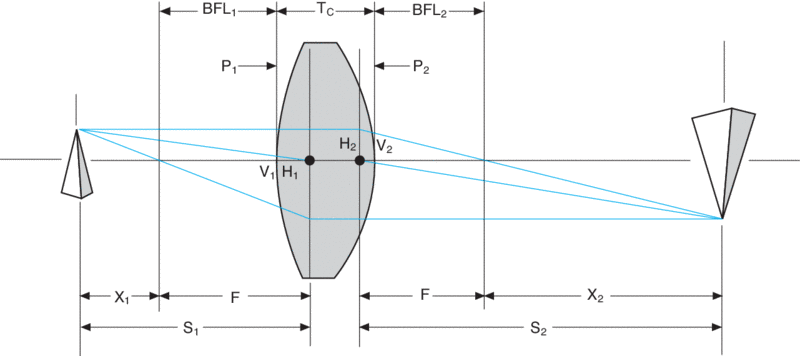 BFL₁ T_C BFL₂
P₁ P₂
H₂ V₂
V₁ H₁
X₁ F F X₂
S₁ S₂